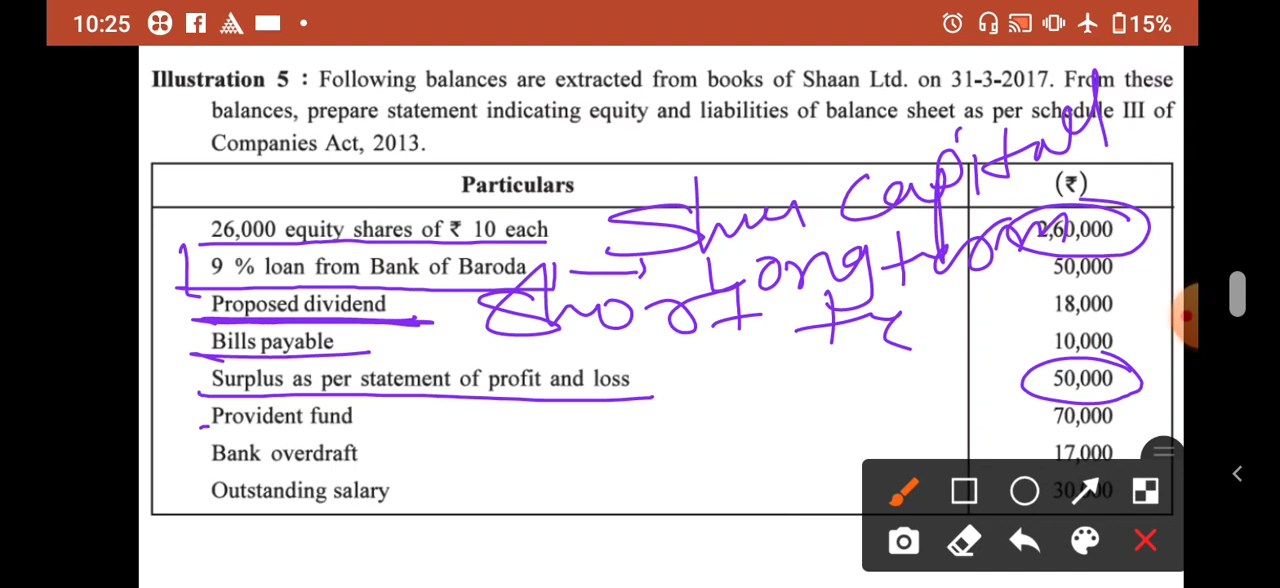 10:25 15%
Illustration 5 : Following balances are extracted from books of Shaan Ltd. on 31-3-2017. From these
balances, prepare statement indicating equity and liabilities of balance sheet as per schedule III of
Companies Act, 2013.
Particulars (₹)
26,000 equity shares of ₹ 10 each 2,60,000
9 % loan from Bank of Baroda 50,000
Proposed dividend 18,000
Bills payable 10,000
Surplus as per statement of profit and loss 50,000
Provident fund 70,000
Bank overdraft 17,000
Outstanding salary 30,000
capital
Long term
Short te